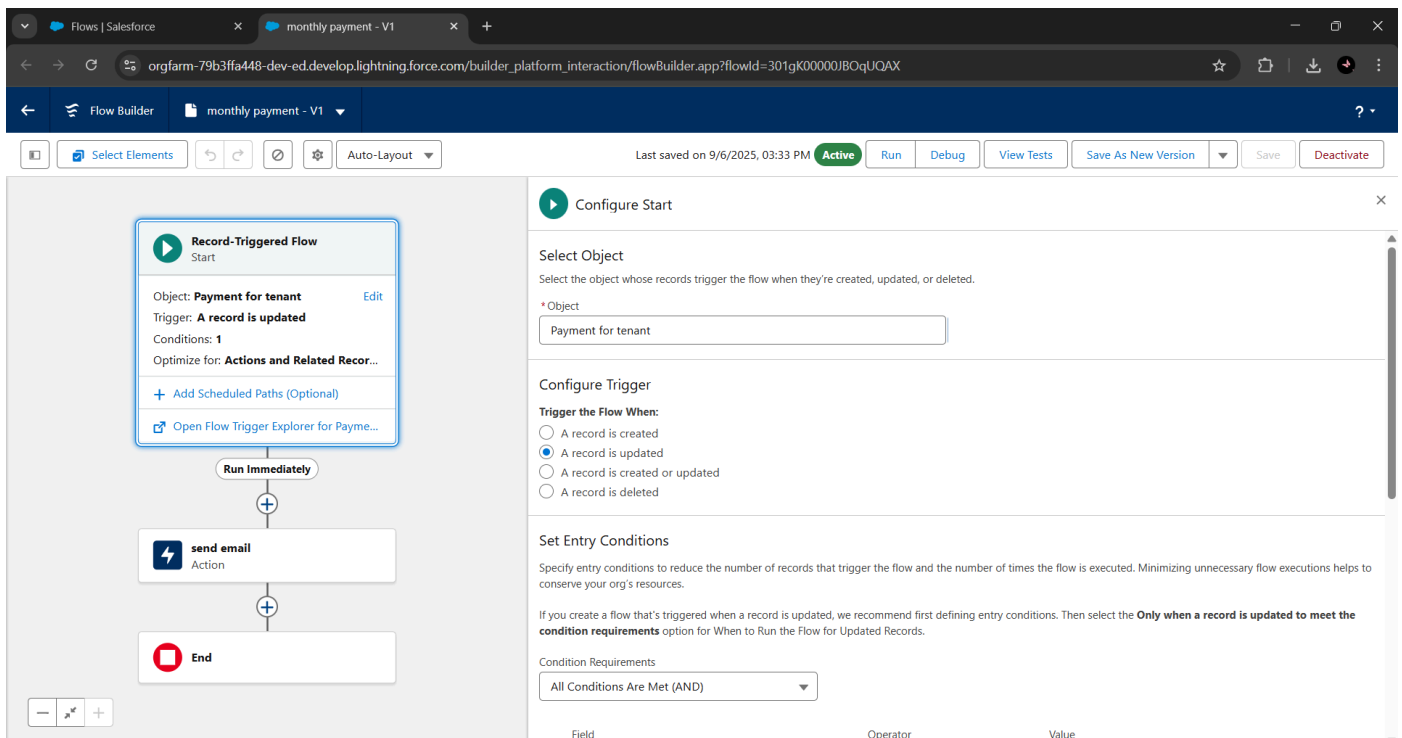 Flows | Salesforce
monthly payment - V1
orgfarm-79b3ffa448-dev-ed.develop.lightning.force.com/builder_platform_interaction/flowBuilder.app?flowId=301gK00000JBOqUQAX
Flow Builder
monthly payment - V1
?
Select Elements
Auto-Layout
Last saved on 9/6/2025, 03:33 PM
Active
Run
Debug
View Tests
Save As New Version
Save
Deactivate
Record-Triggered Flow
Start
Object: Payment for tenant Edit
Trigger: A record is updated
Conditions: 1
Optimize for: Actions and Related Recor...
+ Add Scheduled Paths (Optional)
Open Flow Trigger Explorer for Payme...
Run Immediately
send email
Action
End
Configure Start
Select Object
Select the object whose records trigger the flow when they're created, updated, or deleted.
* Object
Payment for tenant
Configure Trigger
Trigger the Flow When:
A record is created
A record is updated
A record is created or updated
A record is deleted
Set Entry Conditions
Specify entry conditions to reduce the number of records that trigger the flow and the number of times the flow is executed. Minimizing unnecessary flow executions helps to
conserve your org's resources.
If you create a flow that's triggered when a record is updated, we recommend first defining entry conditions. Then select the Only when a record is updated to meet the
condition requirements option for When to Run the Flow for Updated Records.
Condition Requirements
All Conditions Are Met (AND)
Field Operator Value